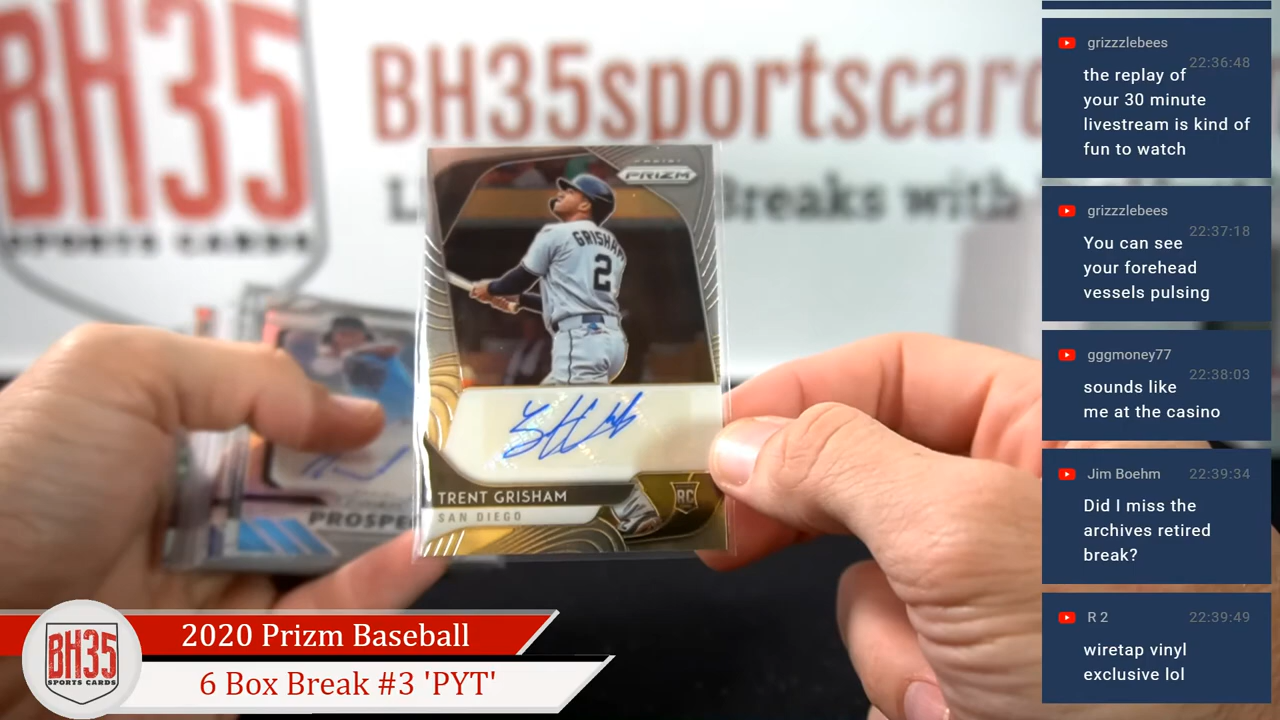 BH35
SPORTS CARDS
BH35sportscard
Breaks with
PRIZM
GRISHAM
2
TRENT GRISHAM
RC
SAN DIEGO
PROSPE
BH35
SPORTS CARDS
2020 Prizm Baseball
6 Box Break #3 'PYT'
grizzzlebees
22:36:48
the replay of
your 30 minute
livestream is kind of
fun to watch
grizzzlebees
22:37:18
You can see
your forehead
vessels pulsing
gggmoney77
22:38:03
sounds like
me at the casino
Jim Boehm 22:39:34
Did I miss the
archives retired
break?
R 2 22:39:49
wiretap vinyl
exclusive lol